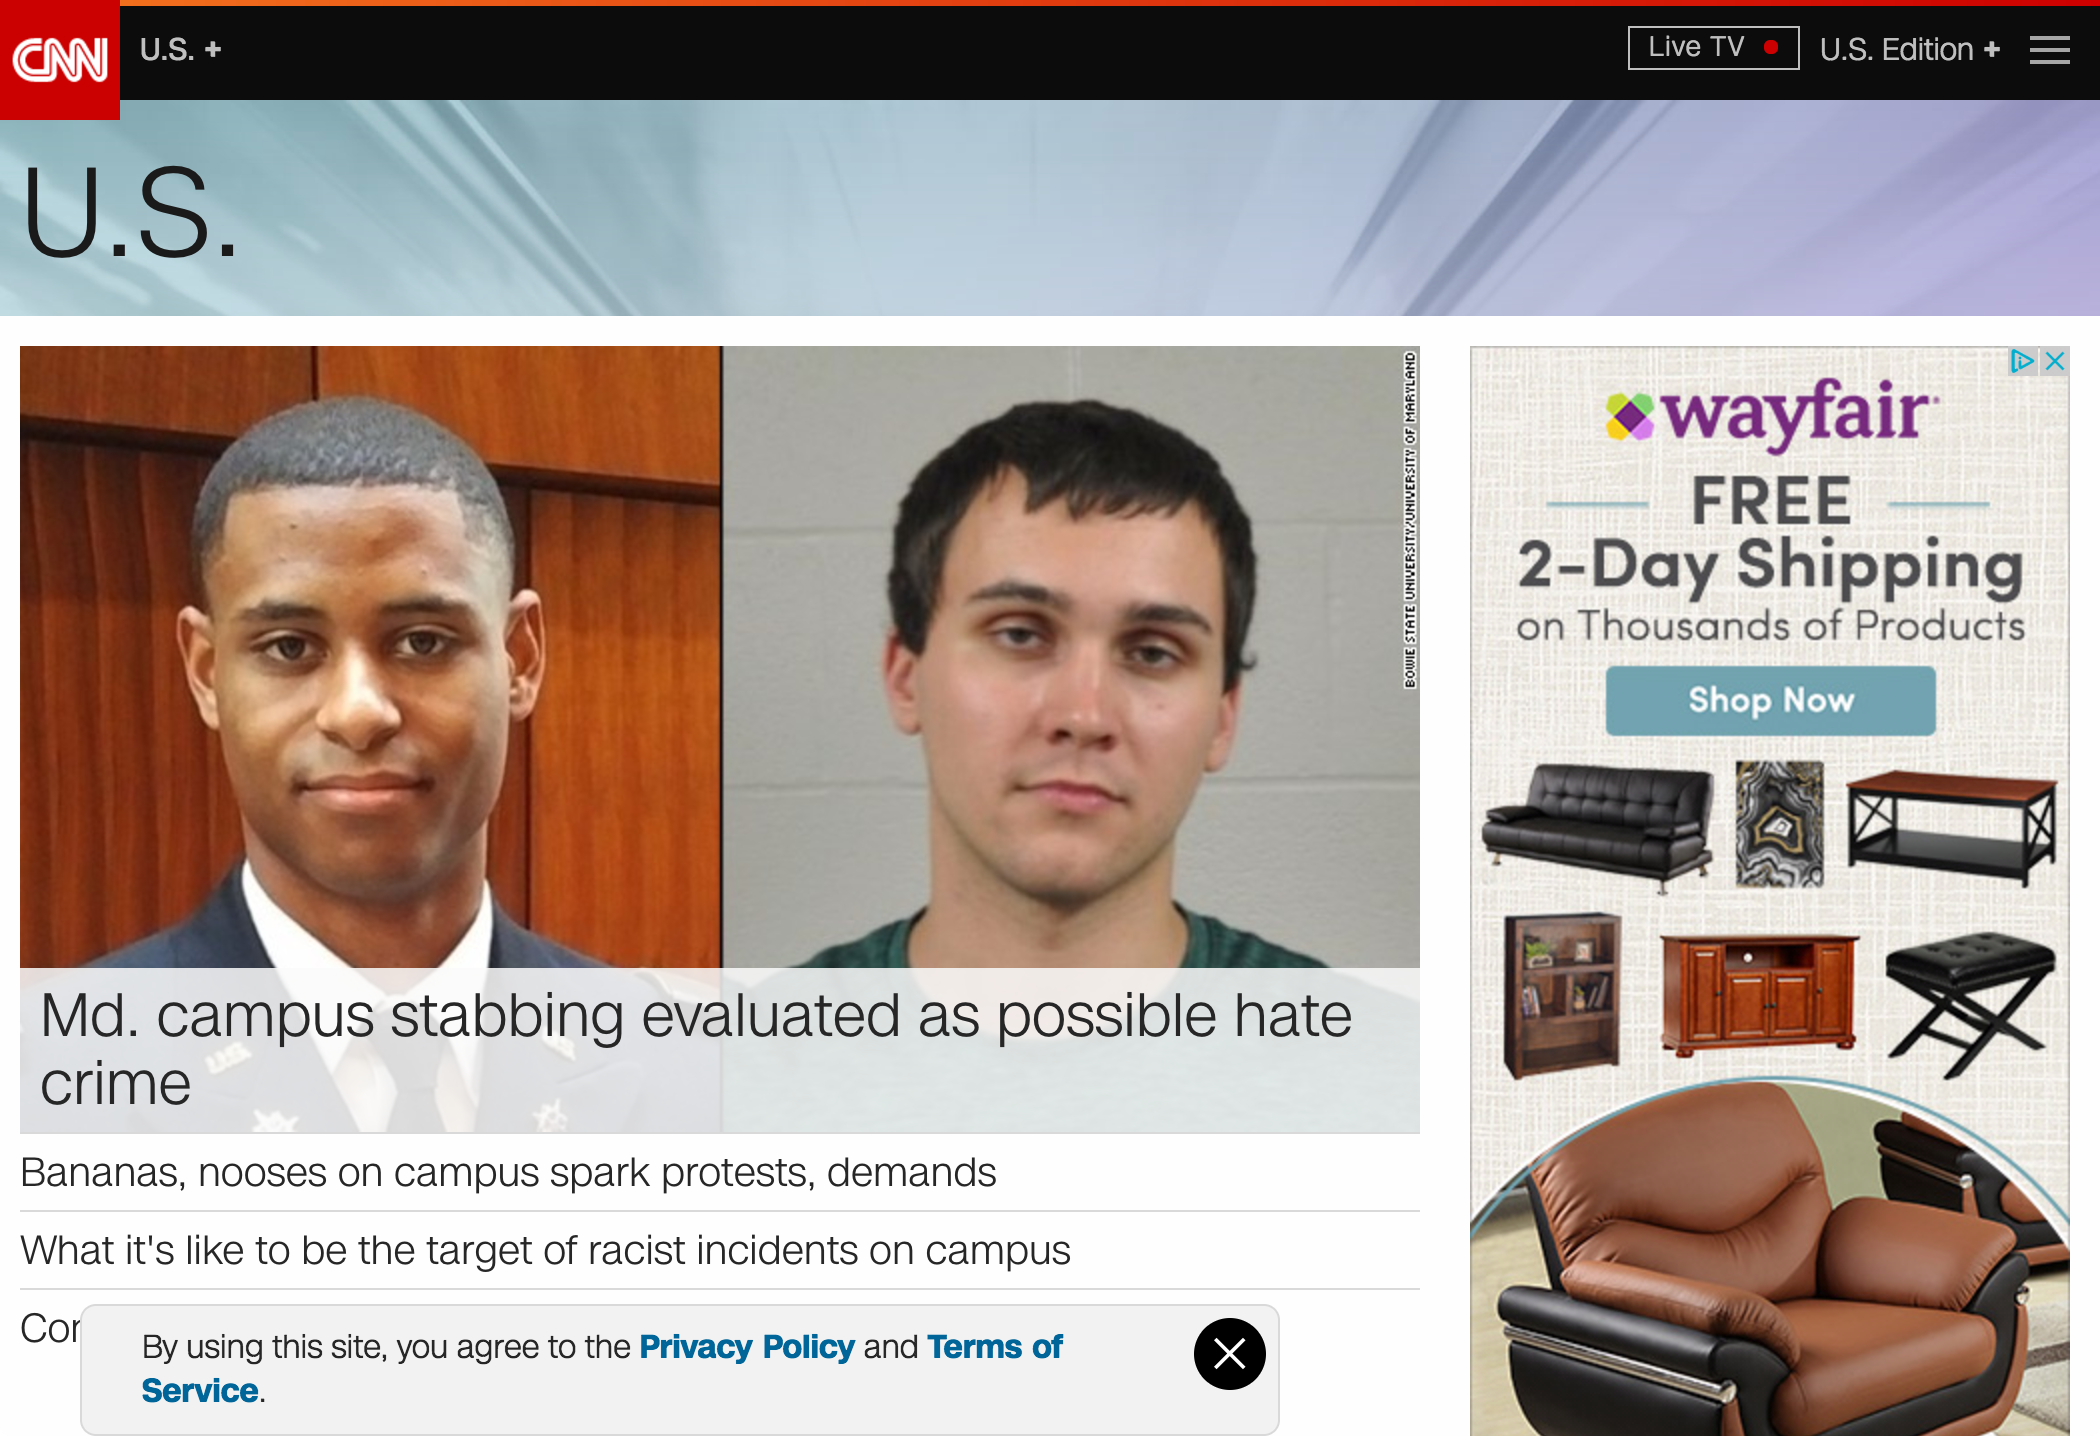 CNN
U.S. +
Live TV
U.S. Edition +
U.S.
BOWIE STATE UNIVERSITY/UNIVERSITY OF MARYLAND
Md. campus stabbing evaluated as possible hate
crime
U.S.
Bananas, nooses on campus spark protests, demands
What it's like to be the target of racist incidents on campus
By using this site, you agree to the Privacy Policy and Terms of
Service.
wayfair
FREE
2-Day Shipping
on Thousands of Products
Shop Now